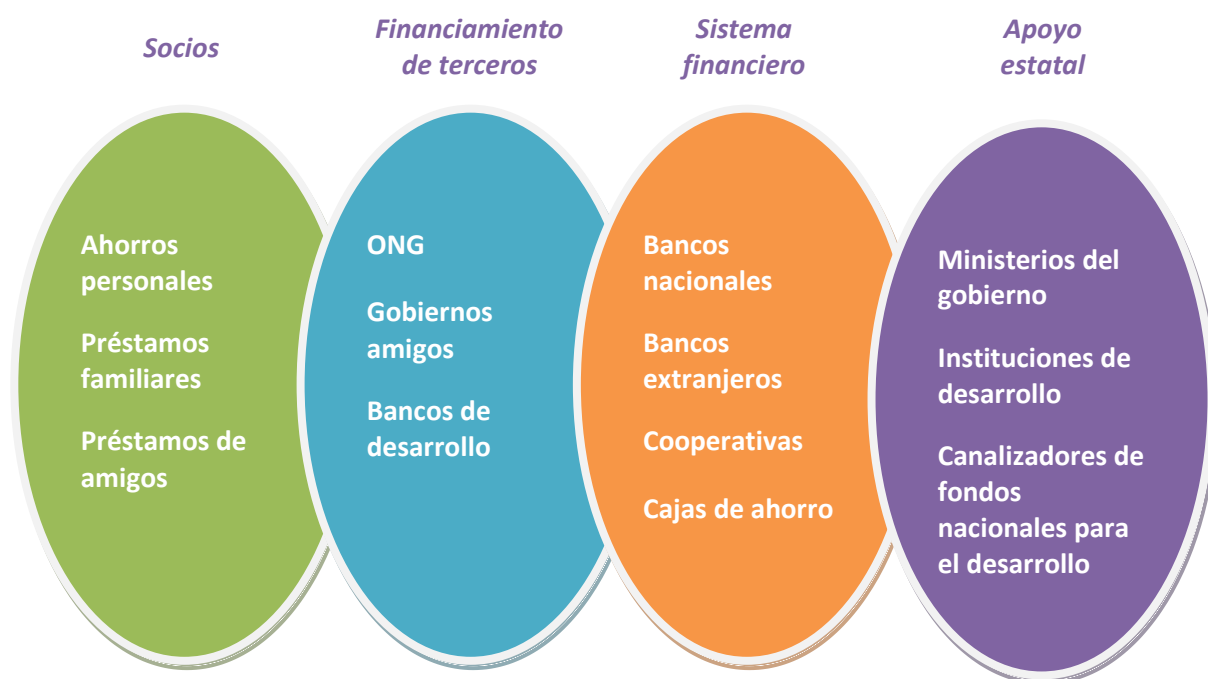 Socios
Financiamiento
de terceros
Sistema
financiero
Apoyo
estatal
Ahorros
personales
Préstamos
familiares
Préstamos de
amigos
ONG
Gobiernos
amigos
Bancos de
desarrollo
Bancos
nacionales
Bancos
extranjeros
Cooperativas
Cajas de ahorro
Ministerios del
gobierno
Instituciones de
desarrollo
Canalizadores de
fondos
nacionales para
el desarrollo